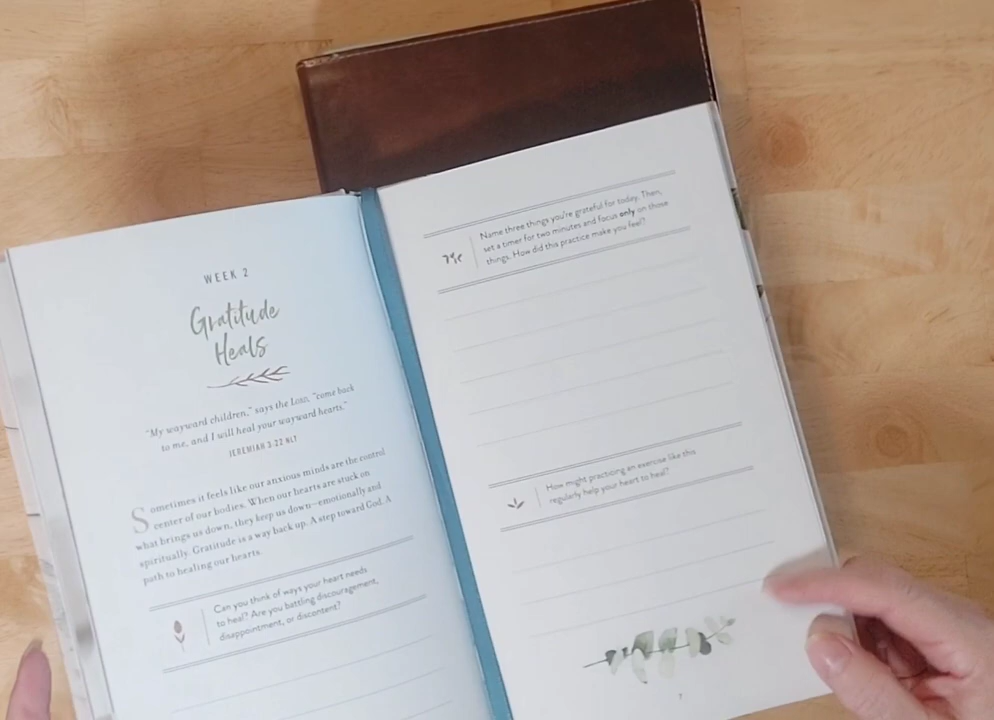 WEEK 2
Gratitude
Heals
"My wayward children," says the LORD, "come back
to me, and I will heal your wayward hearts."
JEREMIAH 3:22 NLT
Sometimes it feels like our anxious minds are the control
center of our bodies. When our hearts are stuck on
what brings us down, they keep us down—emotionally and
spiritually. Gratitude is a way back up. A step toward God. A
path to healing our hearts.
Can you think of ways your heart needs
to heal? Are you battling discouragement,
disappointment, or discontent?
Name three things you're grateful for today. Then,
set a timer for two minutes and focus only on those
things. How did this practice make you feel?
How might practicing an exercise like this
regularly help your heart to heal?